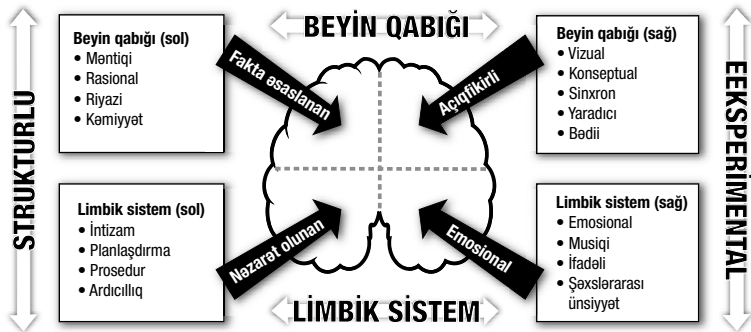 BEYİN QABIĞI
Beyin qabığı (sol)
• Məntiqi
• Rasional
• Riyazi
• Kəmiyyət
Fakta əsaslanan
Açıqfikirli
Beyin qabığı (sağ)
• Vizual
• Konseptual
• Sinxron
• Yaradıcı
• Bədii
STRUKTURLU
EEKSPERİMENTAL
Limbik sistem (sol)
• İntizam
• Planlaşdırma
• Prosedur
• Ardıcıllıq
Nəzarət olunan
Emosional
Limbik sistem (sağ)
• Emosional
• Musiqi
• İfadəli
• Şəxslərarası
ünsiyyət
LİMBİK SİSTEM